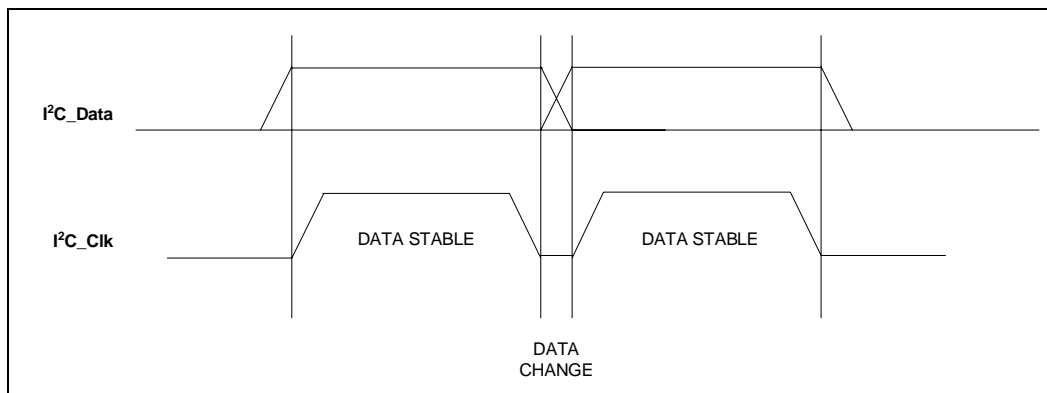 I²C_Data
I²C_Clk
DATA STABLE
DATA STABLE
DATA
CHANGE